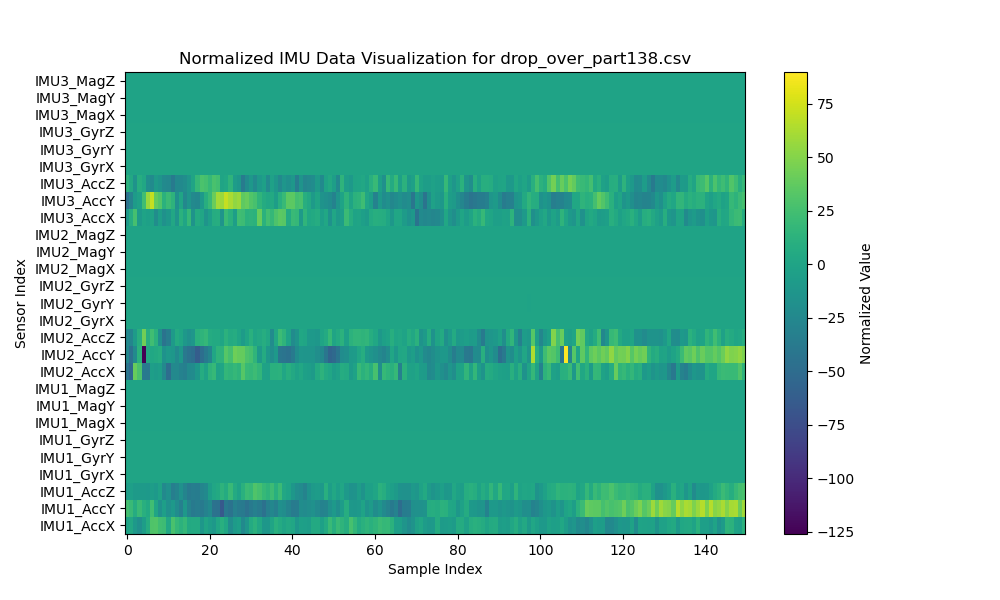 Normalized IMU Data Visualization for drop_over_part138.csv
IMU3_MagZ
IMU3_MagY
IMU3_MagX
IMU3_GyrZ
IMU3_GyrY
IMU3_GyrX
IMU3_AccZ
IMU3_AccY
IMU3_AccX
IMU2_MagZ
IMU2_MagY
IMU2_MagX
IMU2_GyrZ
IMU2_GyrY
IMU2_GyrX
IMU2_AccZ
IMU2_AccY
IMU2_AccX
IMU1_MagZ
IMU1_MagY
IMU1_MagX
IMU1_GyrZ
IMU1_GyrY
IMU1_GyrX
IMU1_AccZ
IMU1_AccY
IMU1_AccX
Sensor Index
0 20 40 60 80 100 120 140
Sample Index
75
50
25
0
−25
−50
−75
−100
−125
Normalized Value